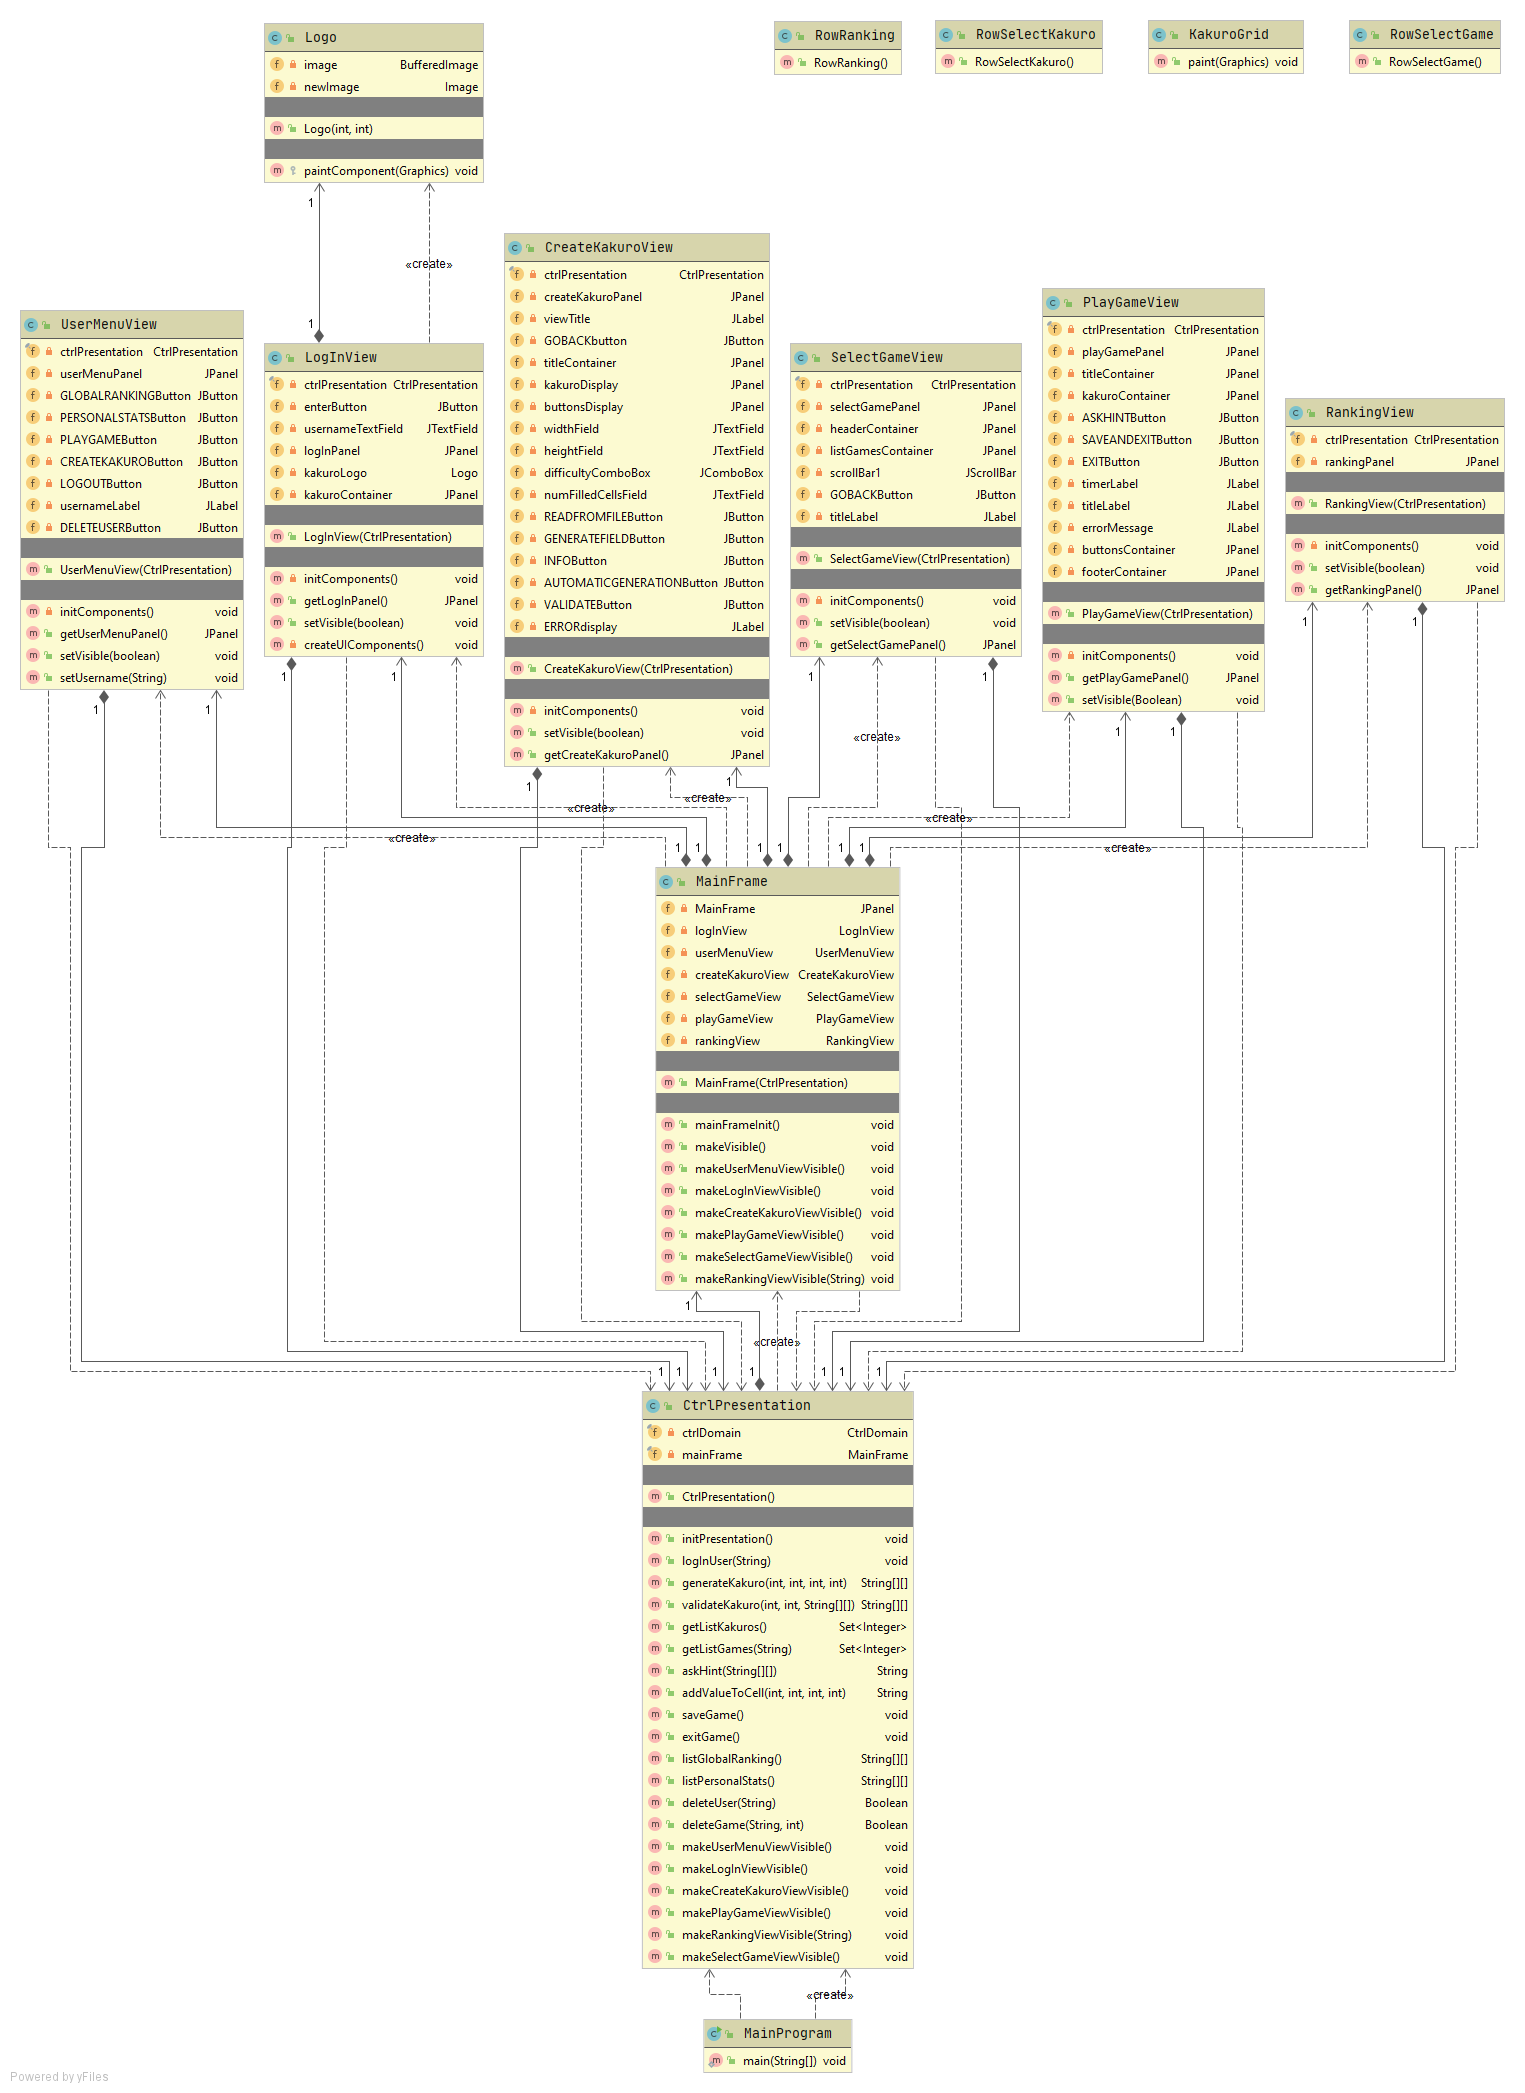 Logo
image BufferedImage
newImage Image
Logo(int, int)
paintComponent(Graphics) void
RowRanking
RowRanking()
RowSelectKakuro
RowSelectKakuro()
KakuroGrid
paint(Graphics) void
RowSelectGame
RowSelectGame()
1
1
«create»
UserMenuView
ctrlPresentation CtrlPresentation
userMenuPanel JPanel
GLOBALRANKINGButton JButton
PERSONALSTATSButton JButton
PLAYGAMEButton JButton
CREATEKAKUROButton JButton
LOGOUTButton JButton
usernameLabel JLabel
DELETEUSERButton JButton
UserMenuView(CtrlPresentation)
initComponents() void
getUserMenuPanel() JPanel
setVisible(boolean) void
setUsername(String) void
LogInView
ctrlPresentation CtrlPresentation
enterButton JButton
usernameTextField JTextField
logInPanel JPanel
kakuroLogo Logo
kakuroContainer JPanel
LogInView(CtrlPresentation)
initComponents() void
getLogInPanel() JPanel
setVisible(boolean) void
createUIComponents() void
CreateKakuroView
ctrlPresentation CtrlPresentation
createKakuroPanel JPanel
viewTitle JLabel
GOBACKbutton JButton
titleContainer JPanel
kakuroDisplay JPanel
buttonsDisplay JPanel
widthField JTextField
heightField JTextField
difficultyComboBox JComboBox
numFilledCellsField JTextField
READFROMFILEButton JButton
GENERATEFIELDButton JButton
INFOButton JButton
AUTOMATICGENERATIONButton JButton
VALIDATEButton JButton
ERRORdisplay JLabel
CreateKakuroView(CtrlPresentation)
initComponents() void
setVisible(boolean) void
getCreateKakuroPanel() JPanel
SelectGameView
ctrlPresentation CtrlPresentation
selectGamePanel JPanel
headerContainer JPanel
listGamesContainer JPanel
scrollBar1 JScrollBar
GOBACKButton JButton
titleLabel JLabel
SelectGameView(CtrlPresentation)
initComponents() void
setVisible(boolean) void
getSelectGamePanel() JPanel
PlayGameView
ctrlPresentation CtrlPresentation
playGamePanel JPanel
titleContainer JPanel
kakuroContainer JPanel
ASKHINTButton JButton
SAVEANDEXITButton JButton
EXITButton JButton
timerLabel JLabel
titleLabel JLabel
errorMessage JLabel
buttonsContainer JPanel
footerContainer JPanel
PlayGameView(CtrlPresentation)
initComponents() void
getPlayGamePanel() JPanel
setVisible(Boolean) void
RankingView
ctrlPresentation CtrlPresentation
rankingPanel JPanel
RankingView(CtrlPresentation)
initComponents() void
setVisible(boolean) void
getRankingPanel() JPanel
1
1
1
1
1
1
1
1
1
1
1
1
«create»
«create»
«create»
«create»
«create»
«create»
1
1
1
1
1
1
MainFrame
MainFrame JPanel
logInView LogInView
userMenuView UserMenuView
createKakuroView CreateKakuroView
selectGameView SelectGameView
playGameView PlayGameView
rankingView RankingView
MainFrame(CtrlPresentation)
mainFrameInit() void
makeVisible() void
makeUserMenuViewVisible() void
makeLogInViewVisible() void
makeCreateKakuroViewVisible() void
makePlayGameViewVisible() void
makeSelectGameViewVisible() void
makeRankingViewVisible(String) void
1
«create»
1
1
1
1
1
1
1
CtrlPresentation
ctrlDomain CtrlDomain
mainFrame MainFrame
CtrlPresentation()
initPresentation() void
logInUser(String) void
generateKakuro(int, int, int, int) String[][]
validateKakuro(int, int, String[][]) String[][]
getListKakuros() Set<Integer>
getListGames(String) Set<Integer>
askHint(String[][]) String
addValueToCell(int, int, int, int) String
saveGame() void
exitGame() void
listGlobalRanking() String[][]
listPersonalStats() String[][]
deleteUser(String) Boolean
deleteGame(String, int) Boolean
makeUserMenuViewVisible() void
makeLogInViewVisible() void
makeCreateKakuroViewVisible() void
makePlayGameViewVisible() void
makeRankingViewVisible(String) void
makeSelectGameViewVisible() void
«create»
MainProgram
main(String[]) void
Powered by yFiles